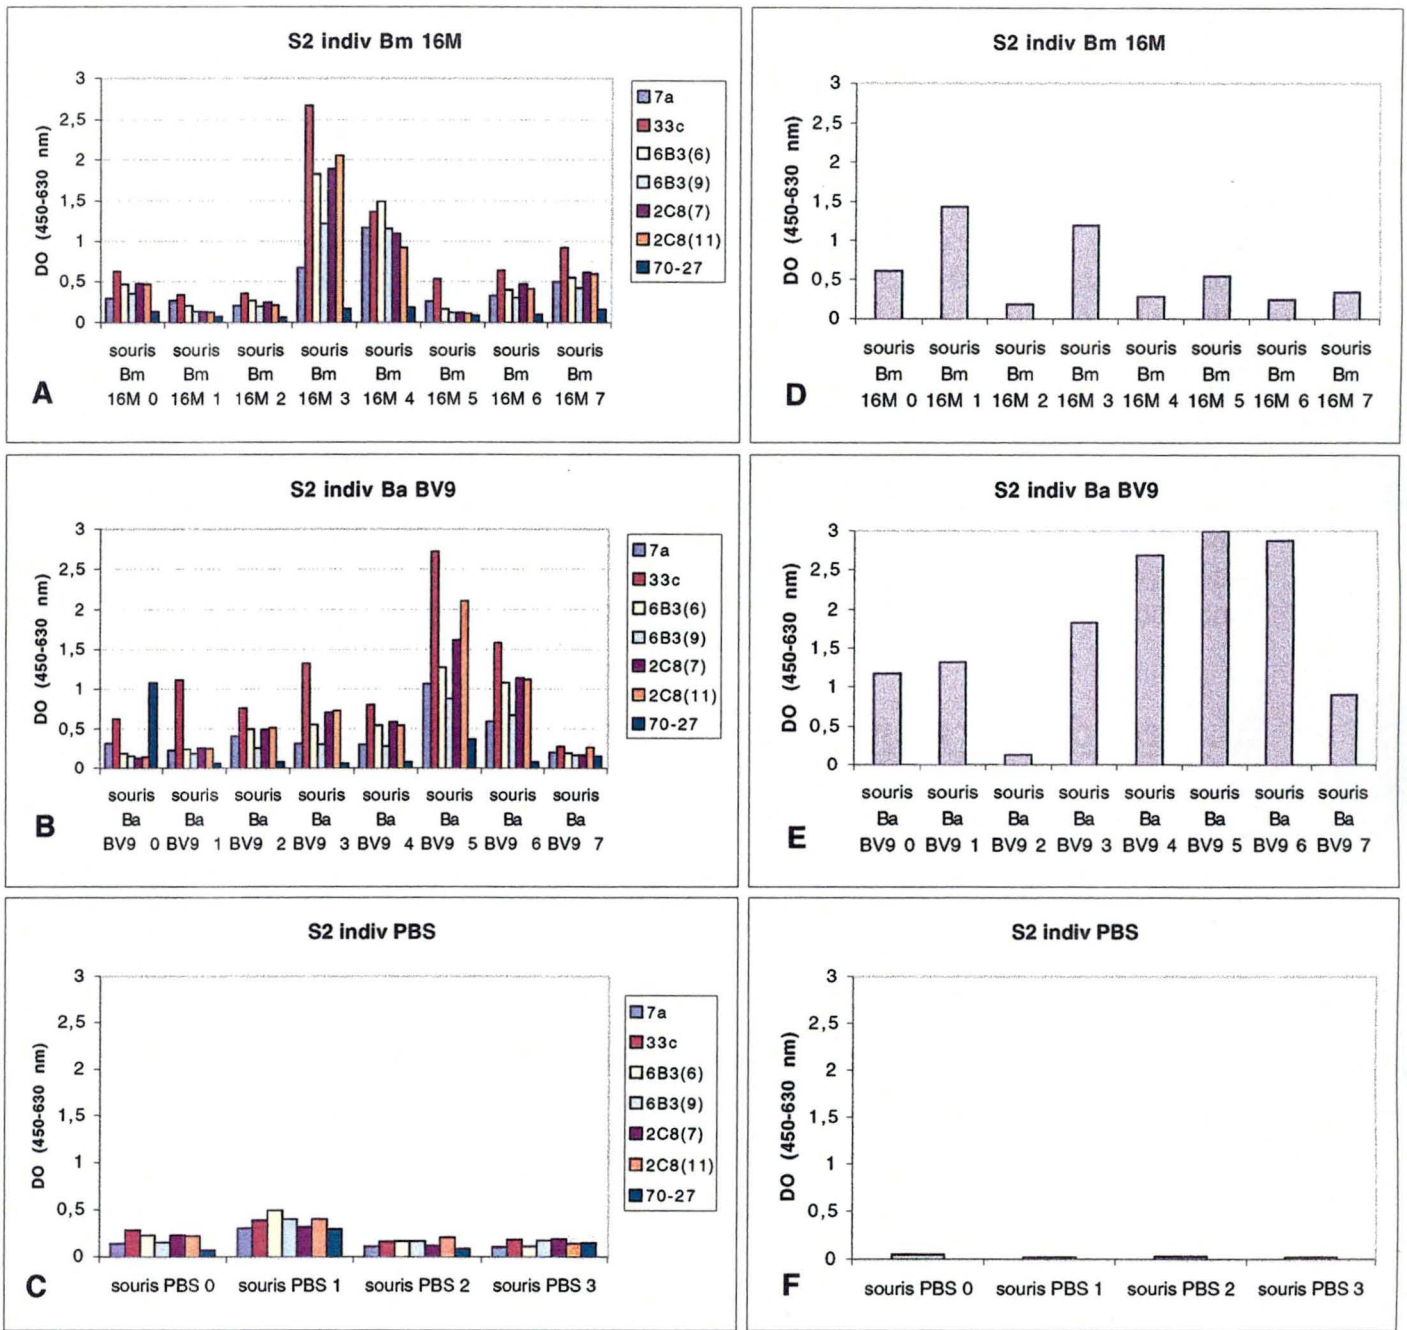 S2 indiv Bm 16M
DO (450-630 nm)
3
2,5
2
1,5
1
0,5
0
souris souris souris souris souris souris souris souris
Bm Bm Bm Bm Bm Bm Bm Bm
16M 0 16M 1 16M 2 16M 3 16M 4 16M 5 16M 6 16M 7
7a
33c
6B3(6)
6B3(9)
2C8(7)
2C8(11)
70-27
A
S2 indiv Bm 16M
DO (450-630 nm)
3
2,5
2
1,5
1
0,5
0
souris souris souris souris souris souris souris souris
Bm Bm Bm Bm Bm Bm Bm Bm
16M 0 16M 1 16M 2 16M 3 16M 4 16M 5 16M 6 16M 7
D
S2 indiv Ba BV9
DO (450-630 nm)
3
2,5
2
1,5
1
0,5
0
souris souris souris souris souris souris souris souris
Ba Ba Ba Ba Ba Ba Ba Ba
BV9 0 BV9 1 BV9 2 BV9 3 BV9 4 BV9 5 BV9 6 BV9 7
7a
33c
6B3(6)
6B3(9)
2C8(7)
2C8(11)
70-27
B
S2 indiv Ba BV9
DO (450-630 nm)
3
2,5
2
1,5
1
0,5
0
souris souris souris souris souris souris souris souris
Ba Ba Ba Ba Ba Ba Ba Ba
BV9 0 BV9 1 BV9 2 BV9 3 BV9 4 BV9 5 BV9 6 BV9 7
E
S2 indiv PBS
DO (450-630 nm)
3
2,5
2
1,5
1
0,5
0
souris PBS 0 souris PBS 1 souris PBS 2 souris PBS 3
7a
33c
6B3(6)
6B3(9)
2C8(7)
2C8(11)
70-27
C
S2 indiv PBS
DO (450-630 nm)
3
2,5
2
1,5
1
0,5
0
souris PBS 0 souris PBS 1 souris PBS 2 souris PBS 3
F